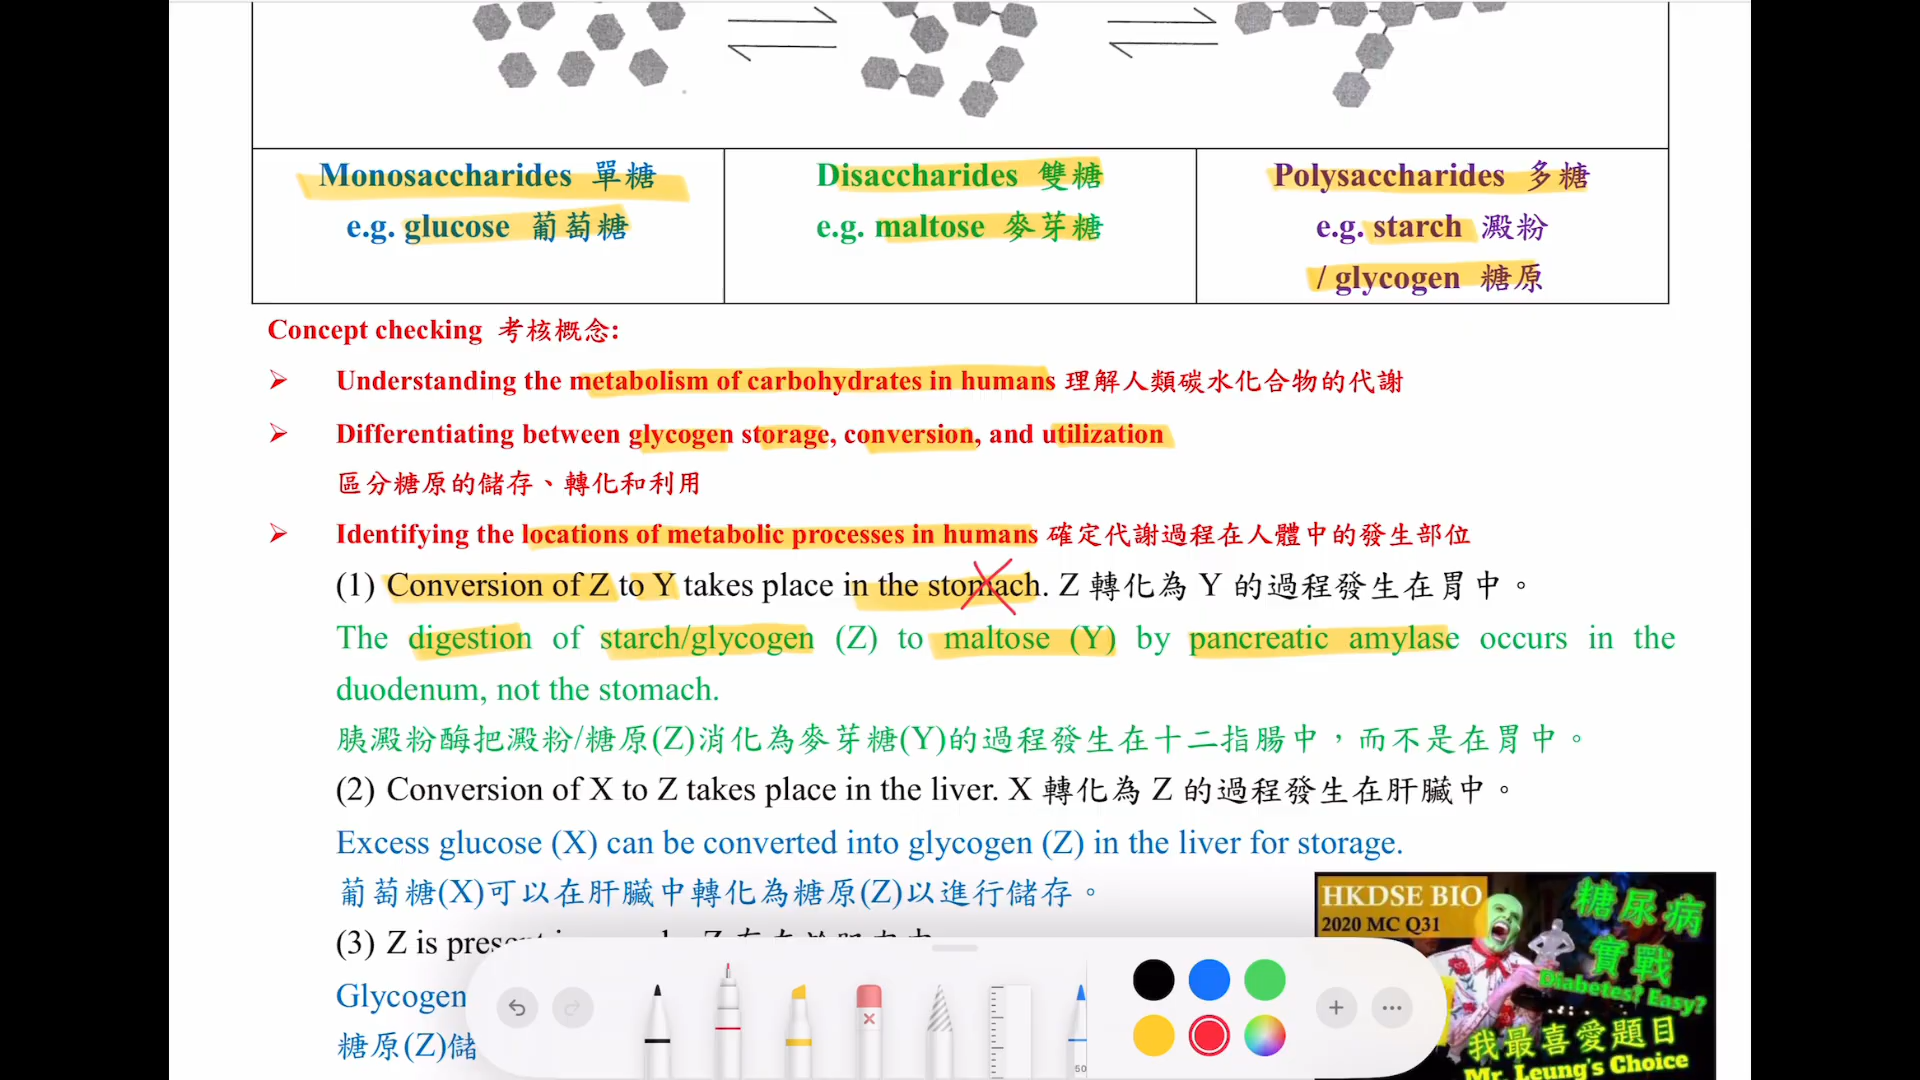 Monosaccharides 單糖
e.g. glucose 葡萄糖
Disaccharides 雙糖
e.g. maltose 麥芽糖
Polysaccharides 多糖
e.g. starch 澱粉
/ glycogen 糖原
Concept checking 考核概念:
➢ Understanding the metabolism of carbohydrates in humans 理解人類碳水化合物的代謝
➢ Differentiating between glycogen storage, conversion, and utilization
區分糖原的儲存、轉化和利用
➢ Identifying the locations of metabolic processes in humans 確定代謝過程在人體中的發生部位
(1) Conversion of Z to Y takes place in the stomach. Z 轉化為 Y 的過程發生在胃中。
The digestion of starch/glycogen (Z) to maltose (Y) by pancreatic amylase occurs in the
duodenum, not the stomach.
胰澱粉酶把澱粉/糖原(Z)消化為麥芽糖(Y)的過程發生在十二指腸中，而不是在胃中。
(2) Conversion of X to Z takes place in the liver. X 轉化為 Z 的過程發生在肝臟中。
Excess glucose (X) can be converted into glycogen (Z) in the liver for storage.
葡萄糖(X)可以在肝臟中轉化為糖原(Z)以進行儲存。
(3) Z is
Glycogen
糖原(Z)儲
50
HKDSE BIO
2020 MC Q31
糖尿病
實戰
Diabetes? Easy?
我最喜愛題目
Mr. Leung's Choice